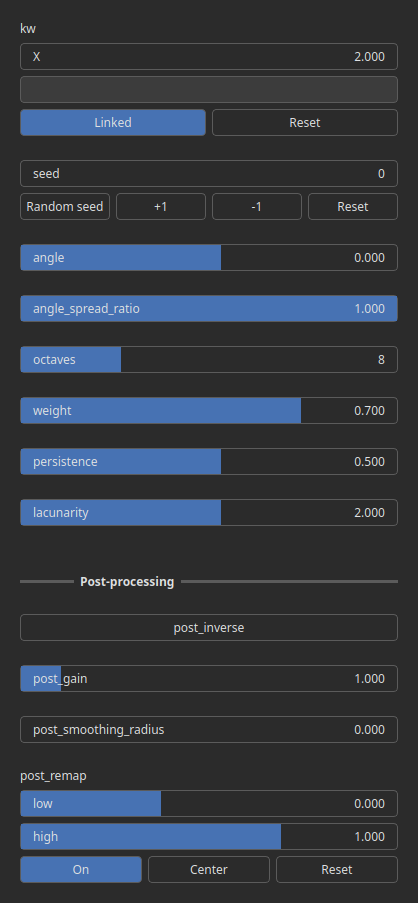 kw
X 2.000
Linked Reset
seed 0
Random seed +1 -1 Reset
angle 0.000
angle_spread_ratio 1.000
octaves 8
weight 0.700
persistence 0.500
lacunarity 2.000
Post-processing
post_inverse
post_gain 1.000
post_smoothing_radius 0.000
post_remap
low 0.000
high 1.000
On Center Reset